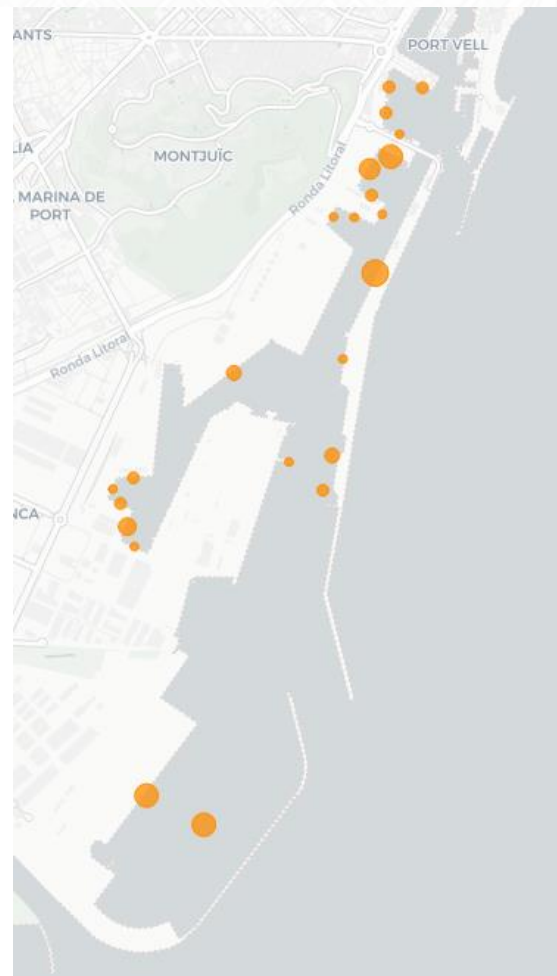 ANTS
PORT VELL
LIA
MONTJUÏC
Ronda Litoral
MARINA DE
PORT
Ronda Litoral
NCA